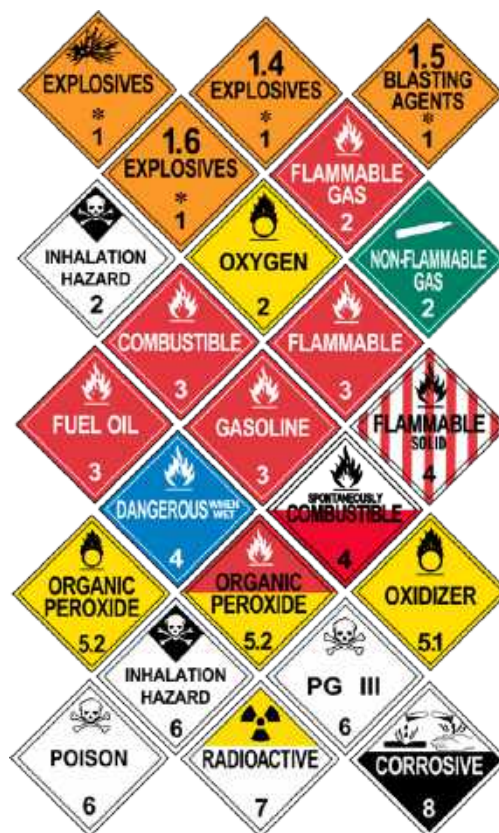 EXPLOSIVES
*
1
1.4
EXPLOSIVES
*
1
1.5
BLASTING
AGENTS
*
1
1.6
EXPLOSIVES
*
1
FLAMMABLE
GAS
2
INHALATION
HAZARD
2
OXYGEN
2
NON-FLAMMABLE
GAS
2
COMBUSTIBLE
3
FLAMMABLE
3
FUEL OIL
3
GASOLINE
3
FLAMMABLE
SOLID
4
DANGEROUS WHEN WET
4
SPONTANEOUSLY
COMBUSTIBLE
4
ORGANIC
PEROXIDE
5.2
ORGANIC
PEROXIDE
5.2
OXIDIZER
5.1
INHALATION
HAZARD
6
PG III
6
POISON
6
RADIOACTIVE
7
CORROSIVE
8